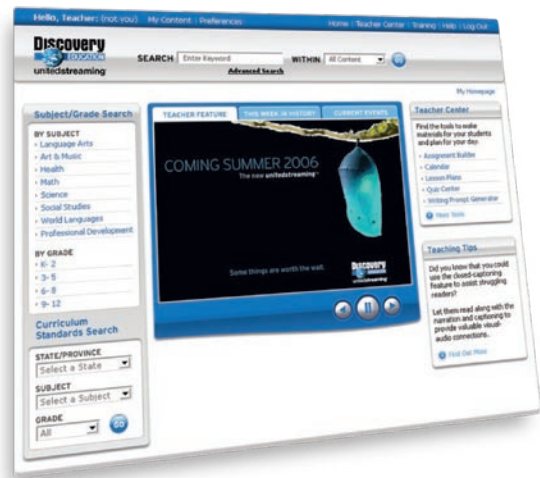 Hello, Teacher: (not you) My Content | Preferences
Home | Teacher Center | Training | Help | Log Out
Discovery
EDUCATION
unitedstreaming
SEARCH Enter Keyword WITHIN All Content GO
Advanced Search
My Homepage
Subject/Grade Search
BY SUBJECT
Language Arts
Art & Music
Health
Math
Science
Social Studies
World Languages
Professional Development
BY GRADE
K- 2
3- 5
6- 8
9- 12
Curriculum
Standards Search
STATE/PROVINCE
Select a State
SUBJECT
Select a Subject
GRADE
All GO
TEACHER FEATURE THIS WEEK IN HISTORY CURRENT EVENTS
COMING SUMMER 2006
The new unitedstreaming
Some things are worth the wait.
Discovery
EDUCATION
Teacher Center
Find the tools to make
materials for your students
and plan for your day.
Assignment Builder
Calendar
Lesson Plans
Quiz Center
Writing Prompt Generator
More Tools
Teaching Tips
Did you know that you could
use the closed-captioning
feature to assist struggling
readers?
Let them read along with the
narration and captioning to
provide valuable visual-
audio connections..
Find Out More